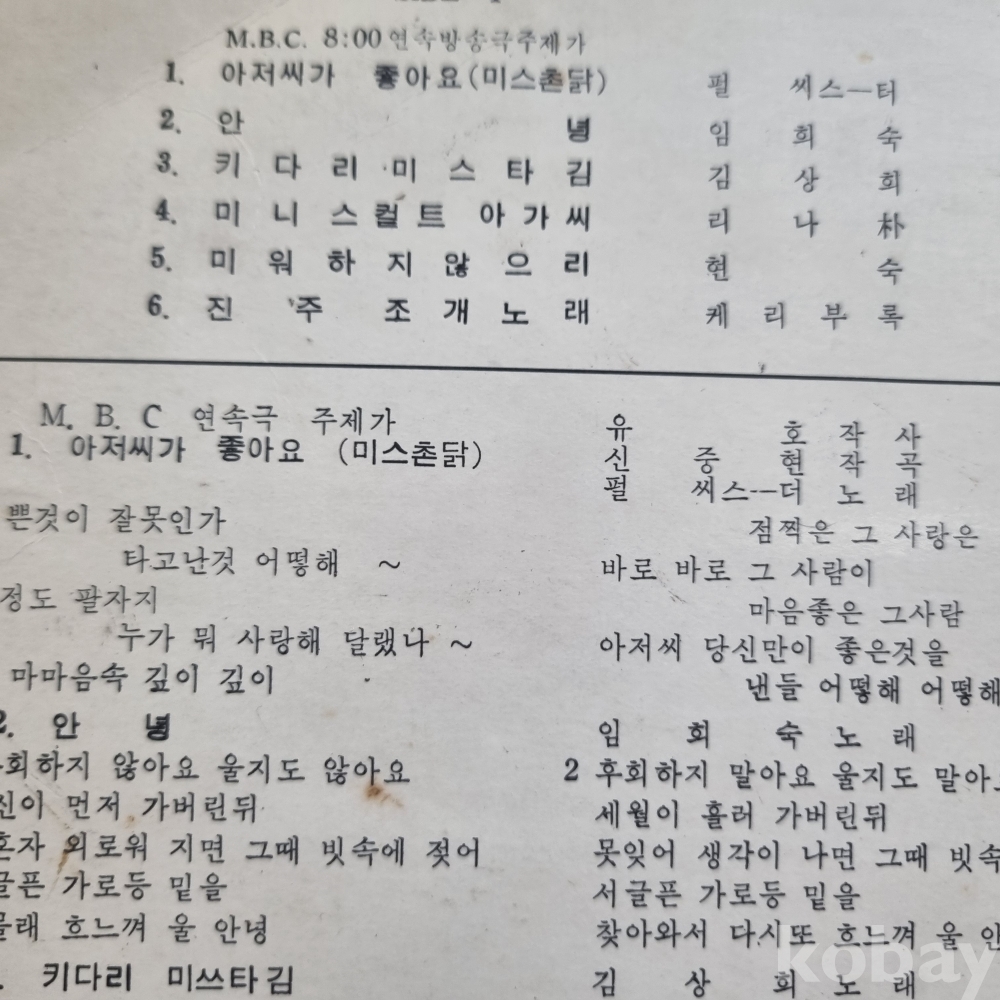 M.B.C. 8:00 연속방송극주제가
1. 아저씨가 좋아요(미스촌닭) 펄 씨스—터
2. 안 녕 임 희 숙
3. 키 다 리 미 스 타 김 김 상 희
4. 미 니 스 컬 트 아 가 씨 리 나 朴
5. 미 워 하 지 않 으 리 현 숙
6. 진 주 조 개 노 래 케 리 부 룩
M. B. C 연속극 주제가
1. 아저씨가 좋아요 (미스촌닭)
유 호 작 사
신 중 현 작 곡
펄 씨스—더 노 래
쁜것이 잘못인가
타고난것 어떻해 ~
정도 팔자지
누가 뭐 사랑해 달랬나 ~
마마음속 깊이 깊이
점찍은 그 사랑은
바로 바로 그 사람이
마음좋은 그사람
아저씨 당신만이 좋은것을
낸들 어떻해 어떻해
2. 안 녕 임 희 숙 노 래
회하지 않아요 울지도 않아요
신이 먼저 가버린뒤
혼자 외로워 지면 그때 빗속에 젖어
글픈 가로등 밑을
몰래 흐느껴 울 안녕
2 후회하지 말아요 울지도 말아
세월이 흘러 가버린뒤
못잊어 생각이 나면 그때 빗속
서글픈 가로등 밑을
찾아와서 다시또 흐느껴 울 안
키다리 미쓰타김 김 상 희 노 래
kobay